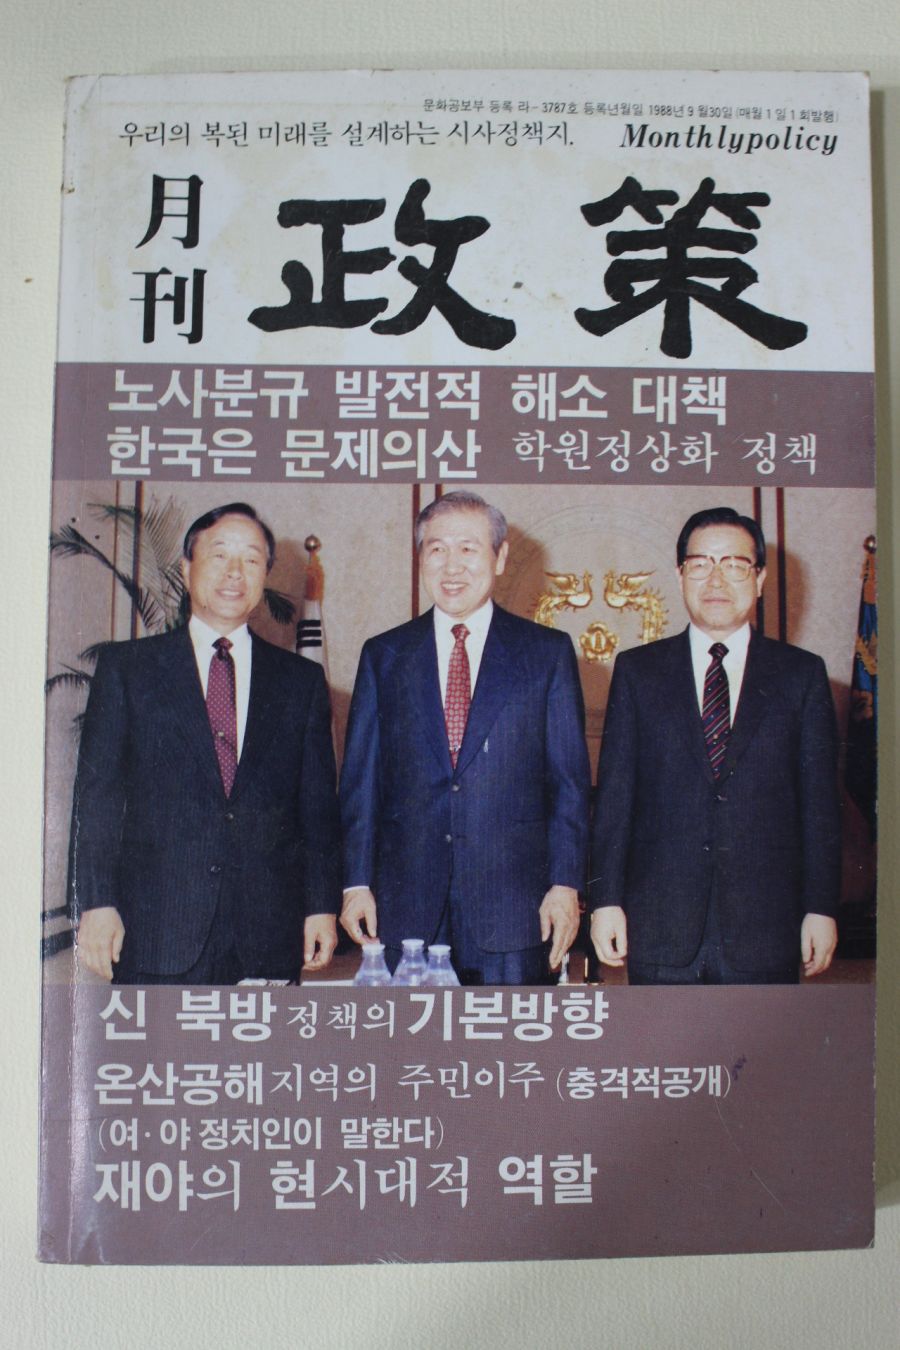 문화공보부 등록 라-3787호 등록년월일 1988년 9월30일 (매월1일1회발행)
우리의 복된 미래를 설계하는 시사정책지.
Monthlypolicy
月刊
政策
노사분규 발전적 해소 대책
한국은 문제의산 학원정상화 정책
신 북방정책의 기본방향
온산공해지역의 주민이주 (충격적공개)
(여·야 정치인이 말한다)
재야의 현시대적 역할